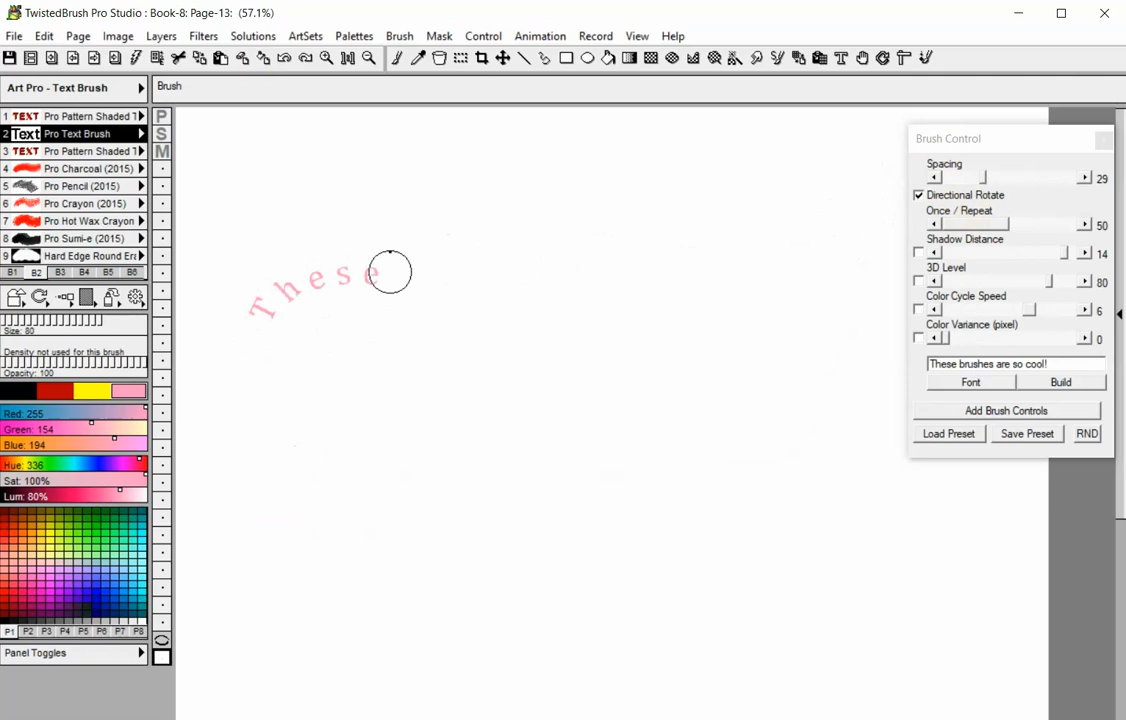 TwistedBrush Pro Studio : Book-8: Page-13: (57.1%)
File Edit Page Image Layers Filters Solutions ArtSets Palettes Brush Mask Control Animation Record View Help
Art Pro - Text Brush
Brush
1 TEXT Pro Pattern Shaded T
2 Text Pro Text Brush
3 TEXT Pro Pattern Shaded T
4 Pro Charcoal (2015)
5 Pro Pencil (2015)
6 Pro Crayon (2015)
7 Pro Hot Wax Crayon
8 Pro Sumi-e (2015)
9 Hard Edge Round Era
B1 B2 B3 B4 B5 B6
Size: 80
Density not used for this brush
Opacity: 100
Red: 255
Green: 154
Blue: 194
Hue: 336
Sat: 100%
Lum: 80%
P1 P2 P3 P4 P5 P6 P7 P8
Panel Toggles
P
S
M
These
Brush Control
Spacing
29
Directional Rotate
Once / Repeat
50
Shadow Distance
14
3D Level
80
Color Cycle Speed
6
Color Variance (pixel)
0
These brushes are so cool!
Font Build
Add Brush Controls
Load Preset Save Preset RND